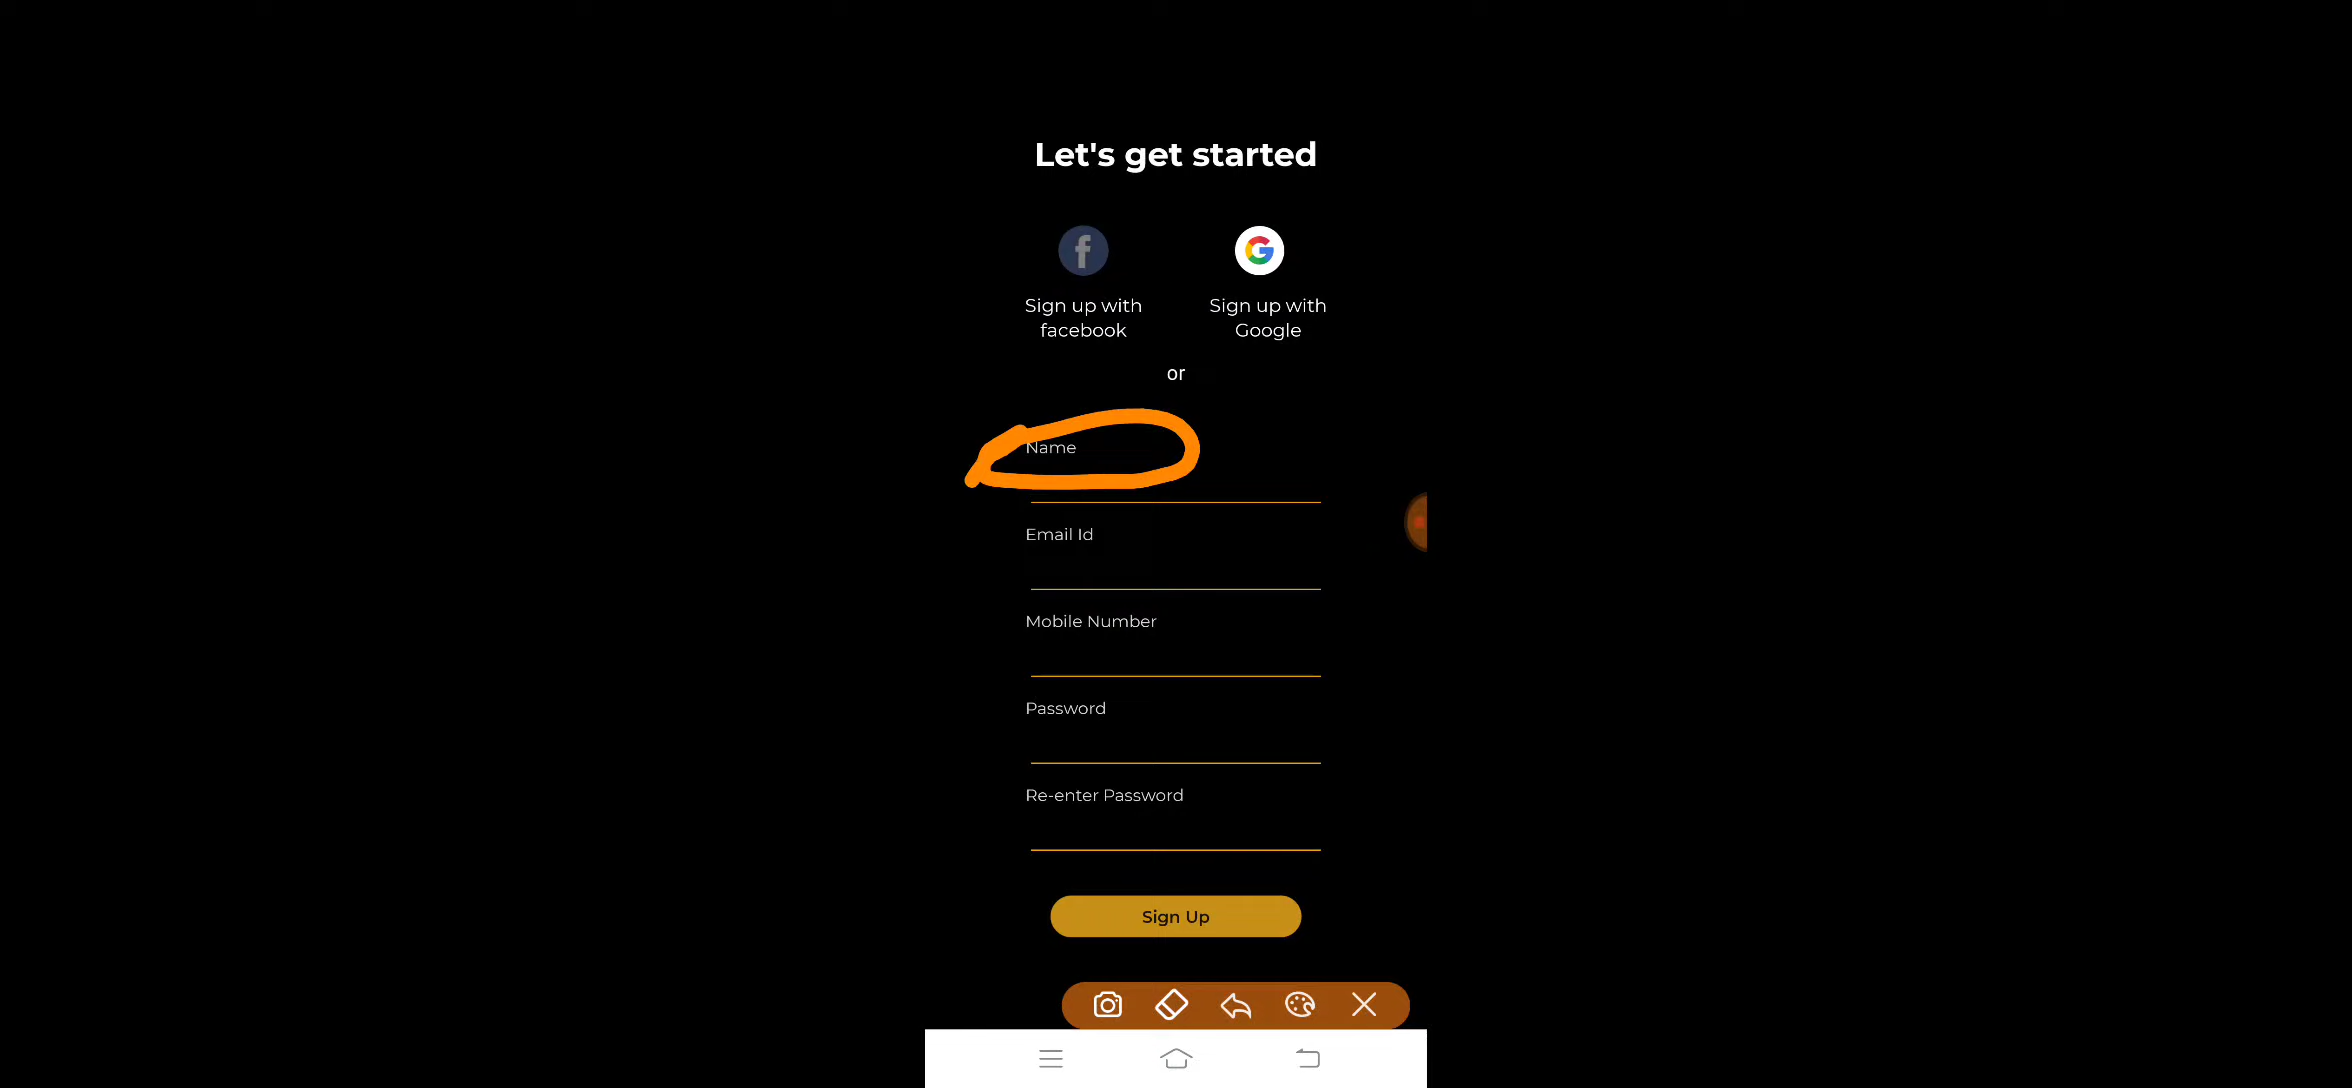 Let's get started
Sign up with
facebook
Sign up with
Google
or
Name
Email Id
Mobile Number
Password
Re-enter Password
Sign Up